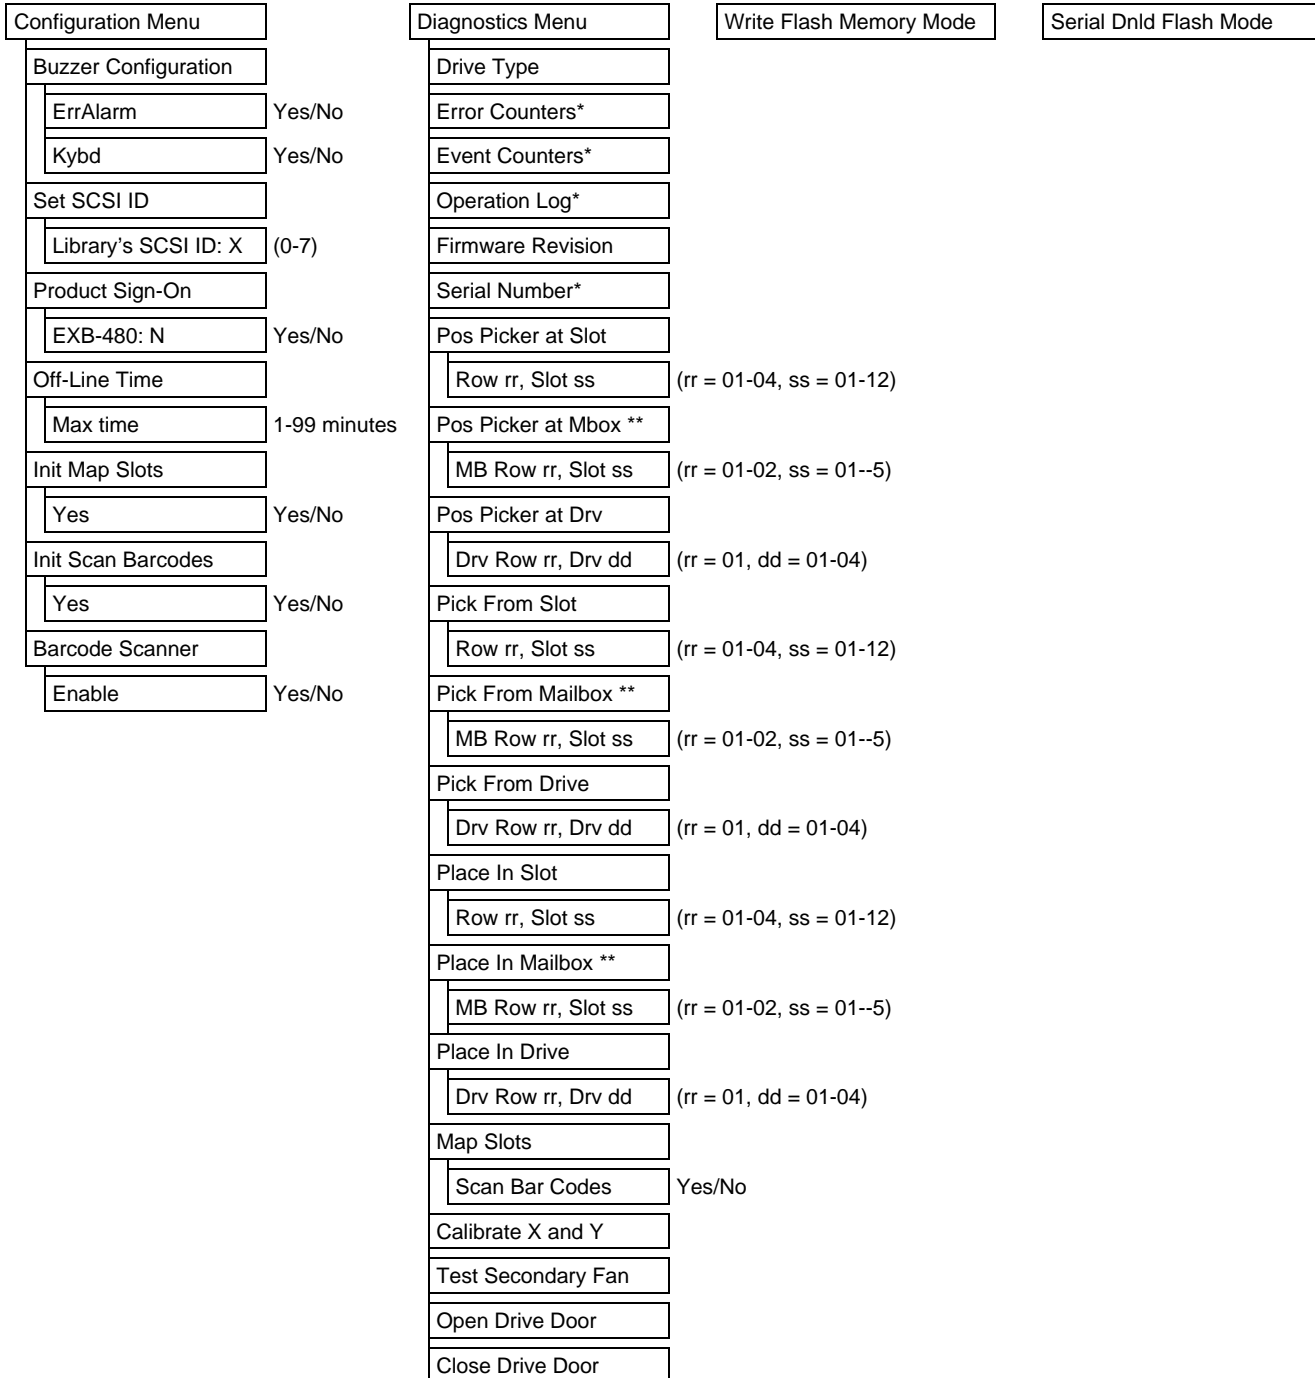 Configuration Menu
Buzzer Configuration
ErrAlarm Yes/No
Kybd Yes/No
Set SCSI ID
Library's SCSI ID: X (0-7)
Product Sign-On
EXB-480: N Yes/No
Off-Line Time
Max time 1-99 minutes
Init Map Slots
Yes Yes/No
Init Scan Barcodes
Yes Yes/No
Barcode Scanner
Enable Yes/No
Diagnostics Menu
Drive Type
Error Counters*
Event Counters*
Operation Log*
Firmware Revision
Serial Number*
Pos Picker at Slot
Row rr, Slot ss (rr = 01-04, ss = 01-12)
Pos Picker at Mbox **
MB Row rr, Slot ss (rr = 01-02, ss = 01--5)
Pos Picker at Drv
Drv Row rr, Drv dd (rr = 01, dd = 01-04)
Pick From Slot
Row rr, Slot ss (rr = 01-04, ss = 01-12)
Pick From Mailbox **
MB Row rr, Slot ss (rr = 01-02, ss = 01--5)
Pick From Drive
Drv Row rr, Drv dd (rr = 01, dd = 01-04)
Place In Slot
Row rr, Slot ss (rr = 01-04, ss = 01-12)
Place In Mailbox **
MB Row rr, Slot ss (rr = 01-02, ss = 01--5)
Place In Drive
Drv Row rr, Drv dd (rr = 01, dd = 01-04)
Map Slots
Scan Bar Codes Yes/No
Calibrate X and Y
Test Secondary Fan
Open Drive Door
Close Drive Door
Write Flash Memory Mode
Serial Dnld Flash Mode